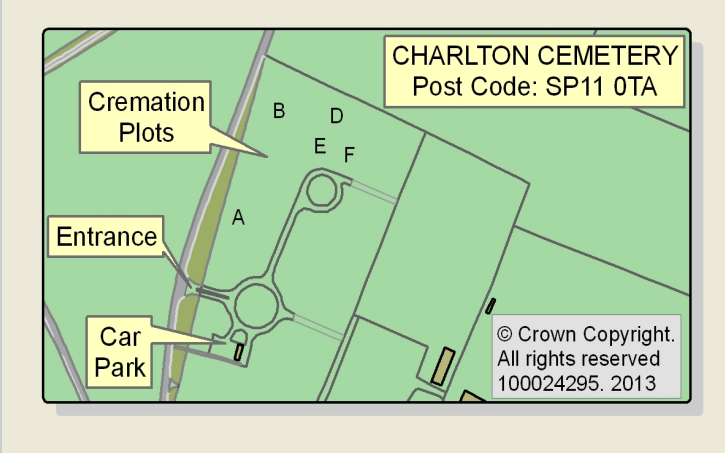 CHARLTON CEMETERY
Post Code: SP11 0TA
Cremation
Plots
B
D
E
F
A
Entrance
Car
Park
© Crown Copyright.
All rights reserved
100024295. 2013